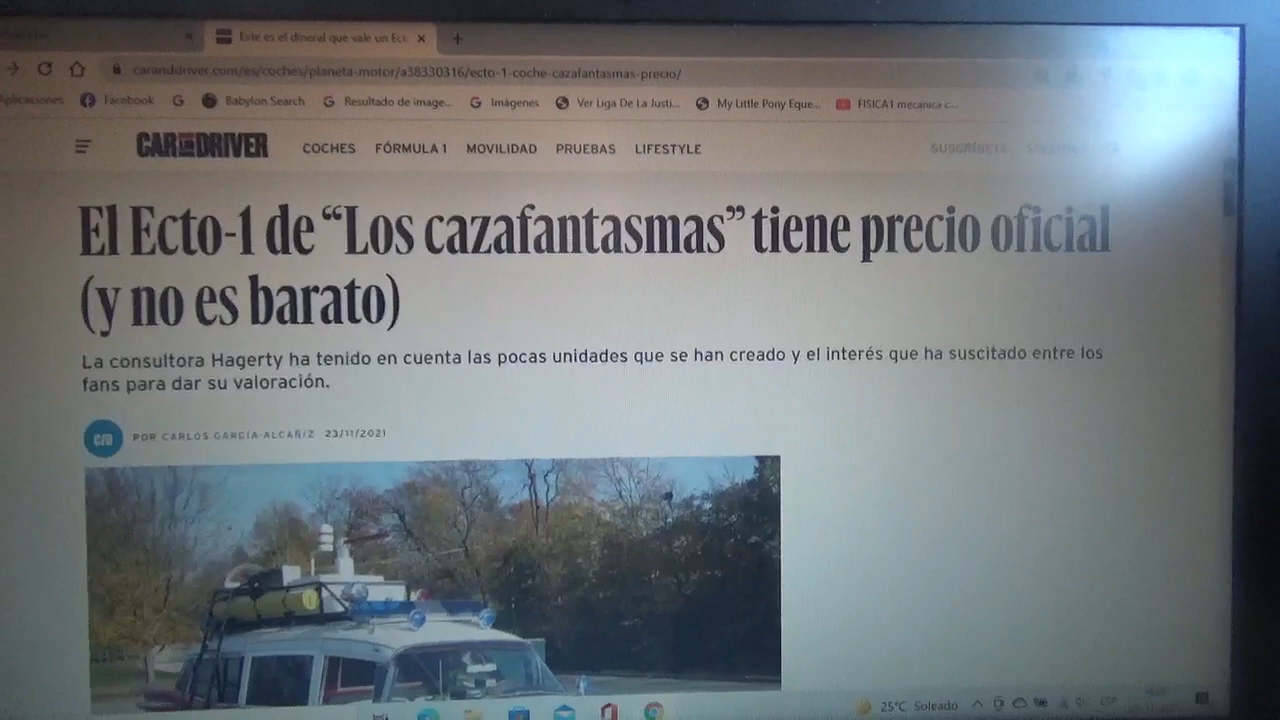 Este es el dineral que vale un Ect
caranddriver.com/es/coches/planeta-motor/a38330316/ecto-1-coche-cazafantasmas-precio/
Aplicaciones Facebook Babylon Search Resultado de image... Imágenes Ver Liga De La Justi... My Little Pony Eque... FISICA1 mecanica c...
CAR AND DRIVER COCHES FÓRMULA 1 MOVILIDAD PRUEBAS LIFESTYLE SUSCRÍBETE
El Ecto-1 de “Los cazafantasmas” tiene precio oficial
(y no es barato)
La consultora Hagerty ha tenido en cuenta las pocas unidades que se han creado y el interés que ha suscitado entre los
fans para dar su valoración.
C/D POR CARLOS GARCÍA-ALCAÑIZ 23/11/2021
25°C Soleado